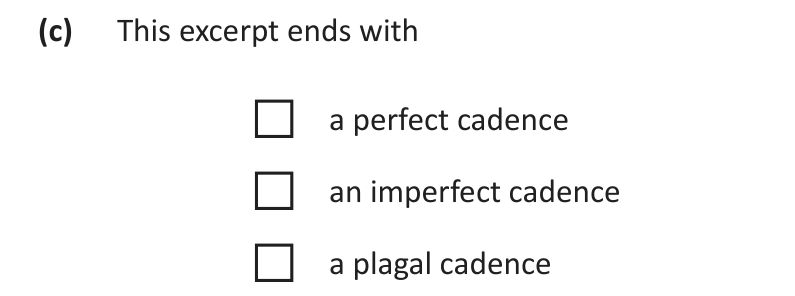 (c) This excerpt ends with
a perfect cadence
an imperfect cadence
a plagal cadence